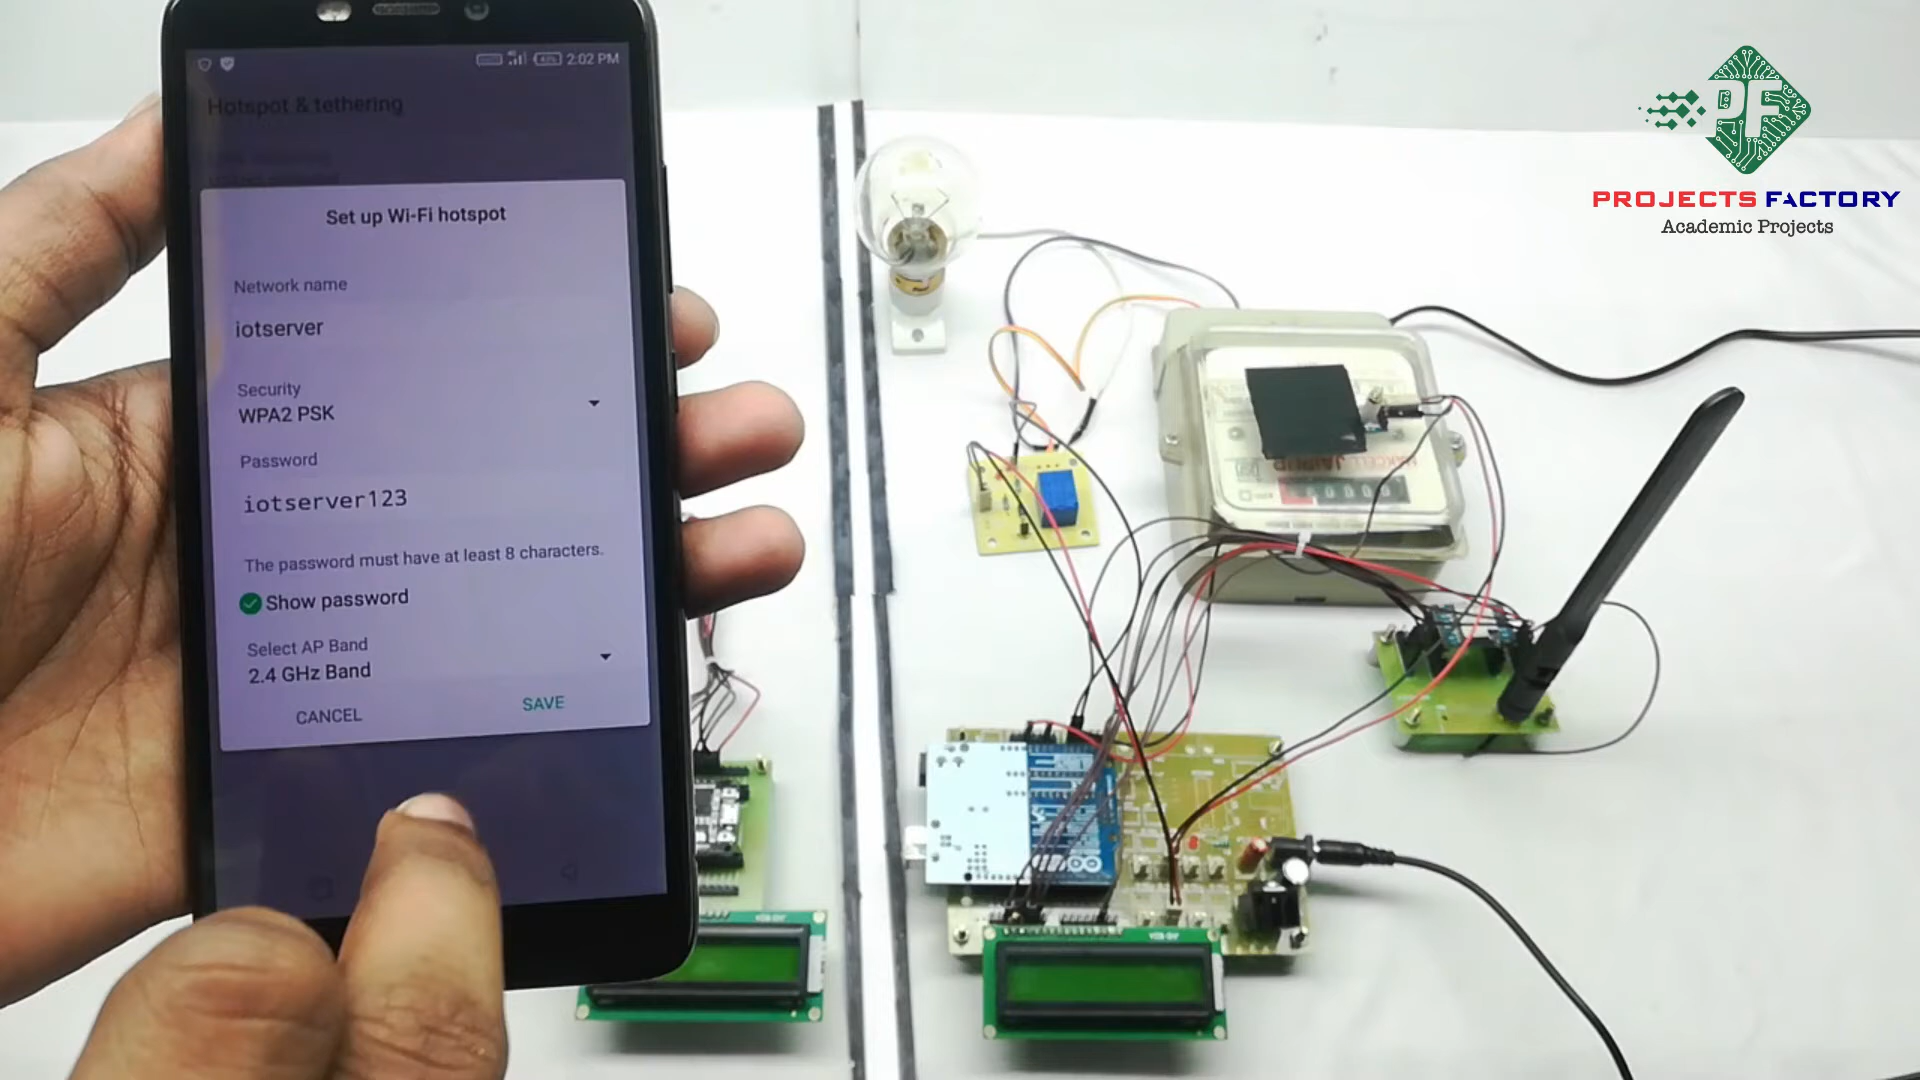 2:02 PM
Hotspot & tethering
Set up Wi-Fi hotspot
Network name
iotserver
Security
WPA2 PSK
Password
iotserver123
The password must have at least 8 characters.
Show password
Select AP Band
2.4 GHz Band
CANCEL
SAVE
PF
PROJECTS FACTORY
Academic Projects
JAIPUR